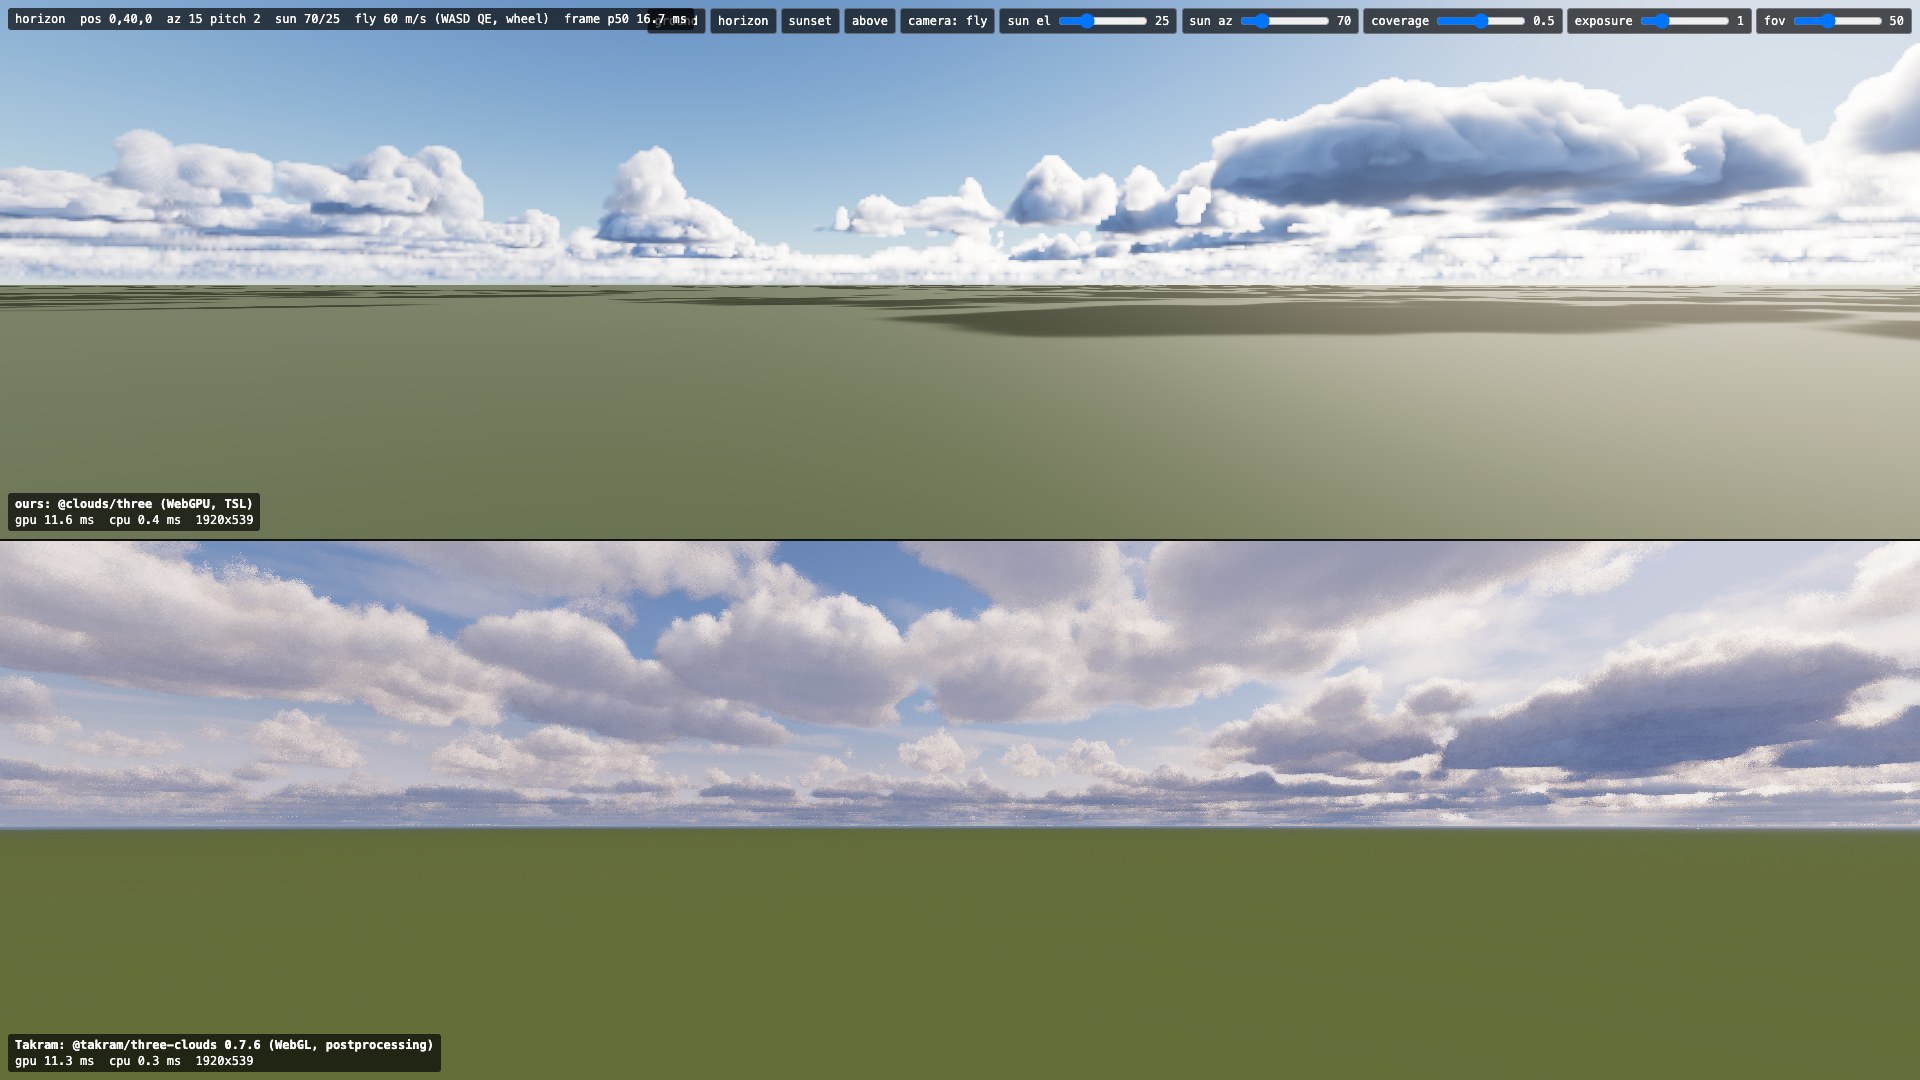 horizon pos 0,40,0 az 15 pitch 2 sun 70/25 fly 60 m/s (WASD QE, wheel) frame p50 16.7 ms
horizon sunset above camera: fly sun el 25 sun az 70 coverage 0.5 exposure 1 fov 50
ours: @clouds/three (WebGPU, TSL)
gpu 11.6 ms cpu 0.4 ms 1920x539
Takram: @takram/three-clouds 0.7.6 (WebGL, postprocessing)
gpu 11.3 ms cpu 0.3 ms 1920x539